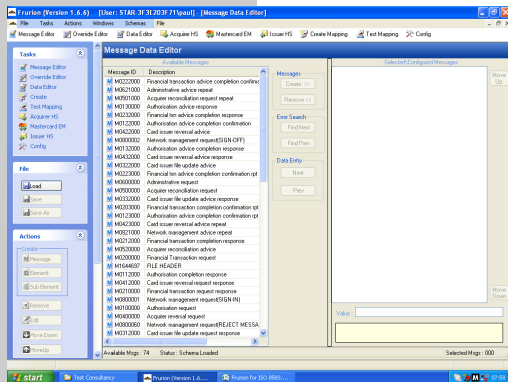 Frurion (Version 1.6.6) [User: STAR-3F3E203F71\paul] - [Message Data Editor]
File Tasks Actions Windows Schemas File
Message Editor Override Editor Data Editor Acquirer HS Mastercard EM Issuer HS Create Mapping Test Mapping Config
Tasks
Message Editor
Override Editor
Data Editor
Create
Test Mapping
Acquirer HS
Mastercard EM
Issuer HS
Config
File
Load
Save
Save As
Actions
Create
Message
Element
Sub Element
Remove
Edit
Move Down
MoveUp
Message Data Editor
Available Messages
Message ID Description
M0222000 Financial transaction advice completion confirma
M0621000 Administrative advice repeat
M0501000 Acquirer reconciliation request repeat
M0130000 Authorisation advice response
M0232000 Financial txn advice completion response
M0122000 Authorisation advice completion confirmation
M0422000 Card issuer reversal advice
M0800002 Network management request(SIGN-OFF)
M0132000 Authorisation advice completion response
M0432000 Card issuer reversal advice response
M0322000 Card issuer file update advice
M0223000 Financial txn advice completion confirmation rpt
M0600000 Administrative request
M0500000 Acquirer reconciliation request
M0332000 Card issuer file update advice response
M0203000 Financial transaction completion confirmation rpt
M0123000 Authorisation advice completion confirmation rpt
M0423000 Card issuer reversal advice repeat
M0821000 Network management advice repeat
M0212000 Financial transaction completion response
M0520000 Acquirer reconciliation advice
M0200000 Financial Transaction request
M1644697 FILE HEADER
M0112000 Authorisation completion response
M0412000 Card issuer reversal request response
M0210000 Financial transaction request response
M0800001 Network management request(SIGN-IN)
M0100000 Authorisation request
M0400000 Acquirer reversal request
M0800060 Network management request(REJECT MESSA
M0312000 Card issuer file update request response
Messages
Create >>
Remove <<
Error Search
Find Next
Find Prev
Data Entry
Next
Prev
Selected\Configured Messages
Move Up
Move Down
Value :
Available Msgs : 74 Status : Schema Loaded
Selected Msgs : 000
start
Test Consultancy
Frurion (Version 1.6....
Frurion for ISO 8583....
07:58